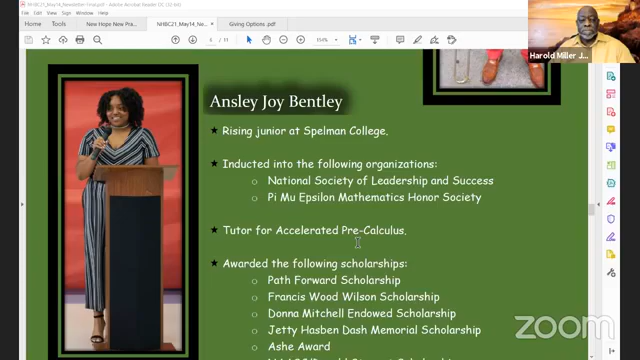 NHBC21_May14_Newsletter-Final.pdf - Adobe Acrobat Reader DC (32-bit)
File Edit View Sign Window Help
Home Tools New Hope New Pra... NHBC21_May14_Ne... × Giving Options .pdf
6 / 11 150%
Harold Miller J...
Ansley Joy Bentley
★ Rising junior at Spelman College.
★ Inducted into the following organizations:
○ National Society of Leadership and Success
○ Pi Mu Epsilon Mathematics Honor Society
★ Tutor for Accelerated Pre-Calculus.
★ Awarded the following scholarships:
○ Path Forward Scholarship
○ Francis Wood Wilson Scholarship
○ Donna Mitchell Endowed Scholarship
○ Jetty Hasben Dash Memorial Scholarship
○ Ashe Award
zoom